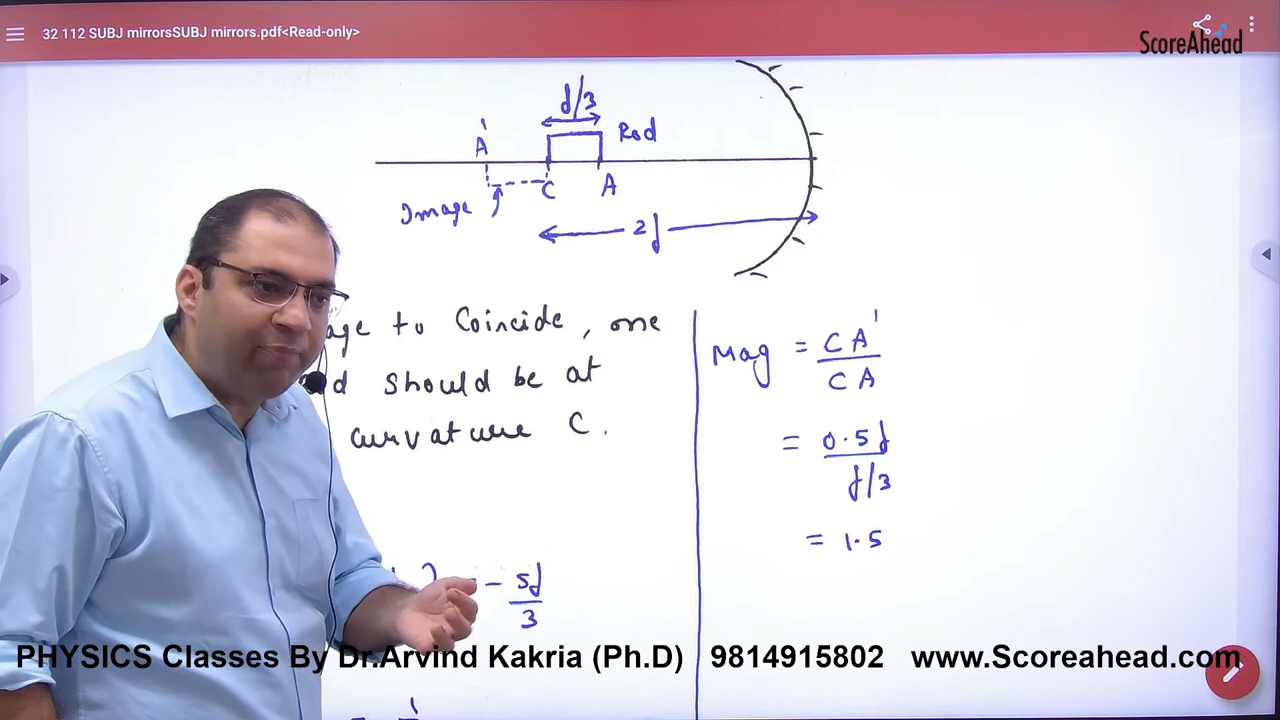 32 112 SUBJ mirrorsSUBJ mirrors.pdf<Read-only>
ScoreAhead
f/3
Rod
A'
C
A
Image
2f
age to Coincide, one
d should be at
curvature C.
- 5f/3
Mag = CA'/CA
= 0.5f/f/3
= 1.5
PHYSICS Classes By Dr.Arvind Kakria (Ph.D) 9814915802 www.Scoreahead.com